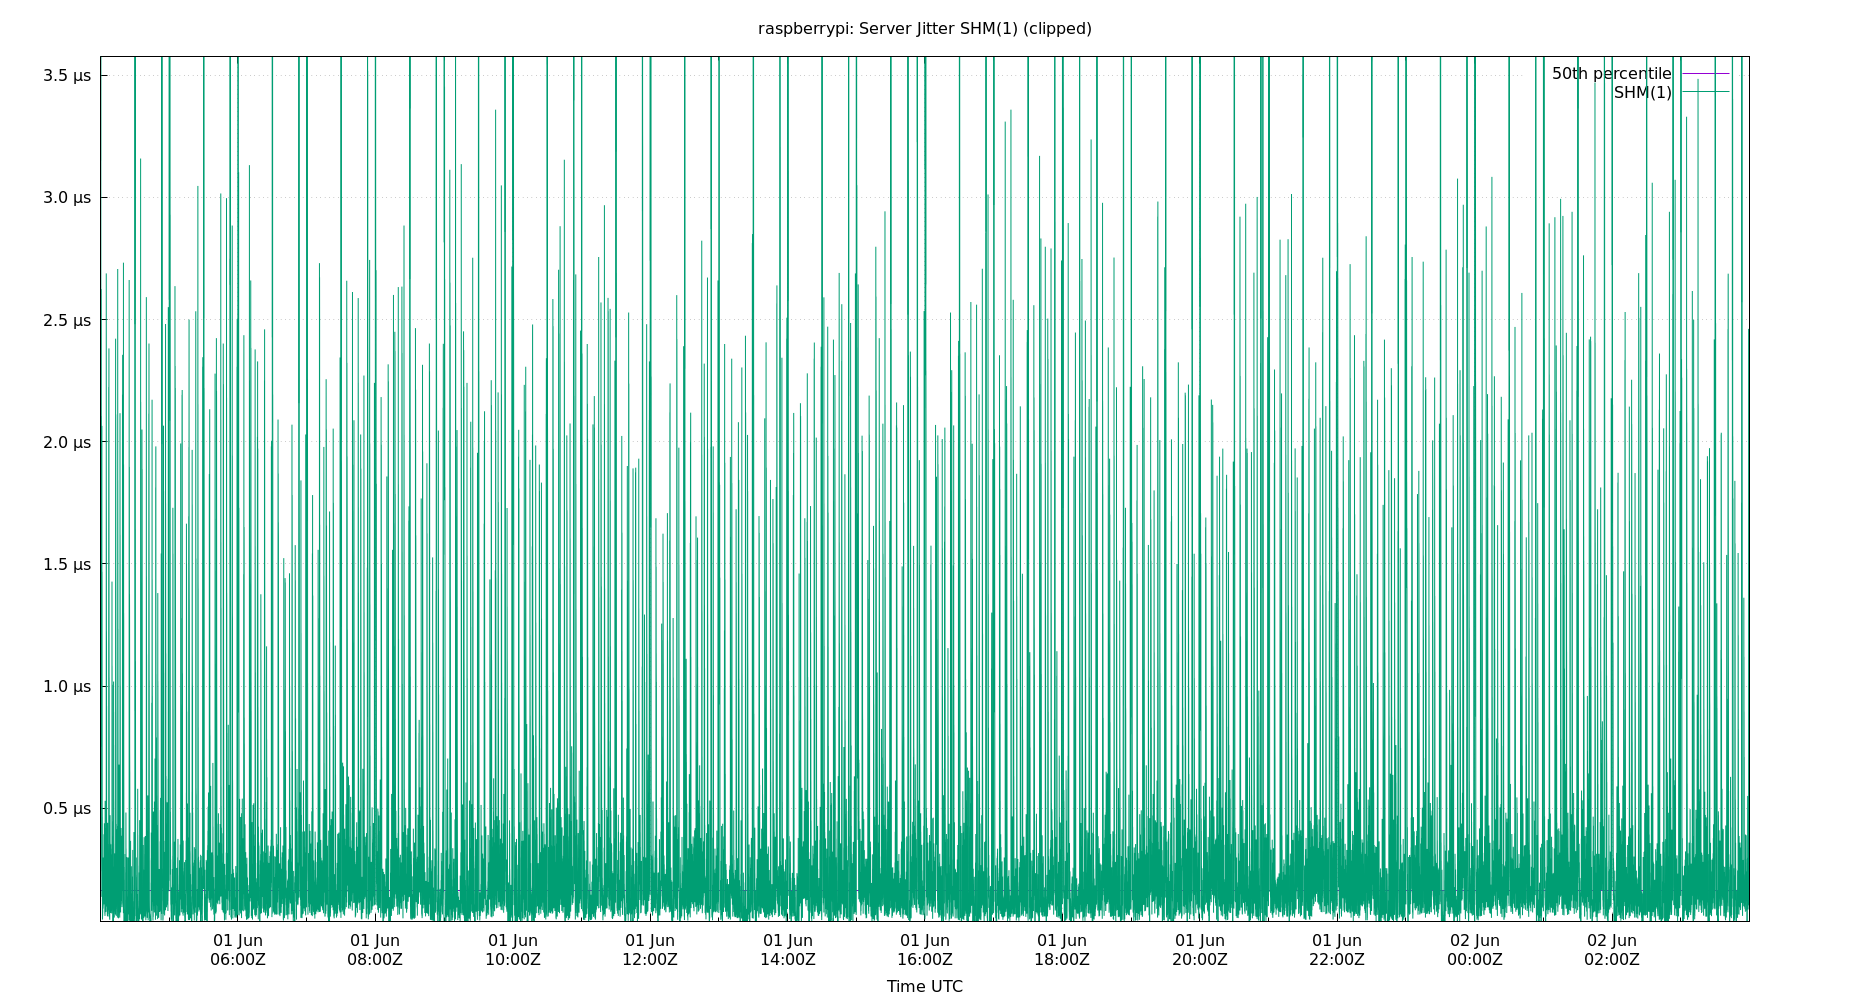 raspberrypi: Server Jitter SHM(1) (clipped)
3.5 µs
3.0 µs
2.5 µs
2.0 µs
1.5 µs
1.0 µs
0.5 µs
50th percentile
SHM(1)
01 Jun 01 Jun 01 Jun 01 Jun 01 Jun 01 Jun 01 Jun 01 Jun 01 Jun 02 Jun 02 Jun
06:00Z 08:00Z 10:00Z 12:00Z 14:00Z 16:00Z 18:00Z 20:00Z 22:00Z 00:00Z 02:00Z
Time UTC